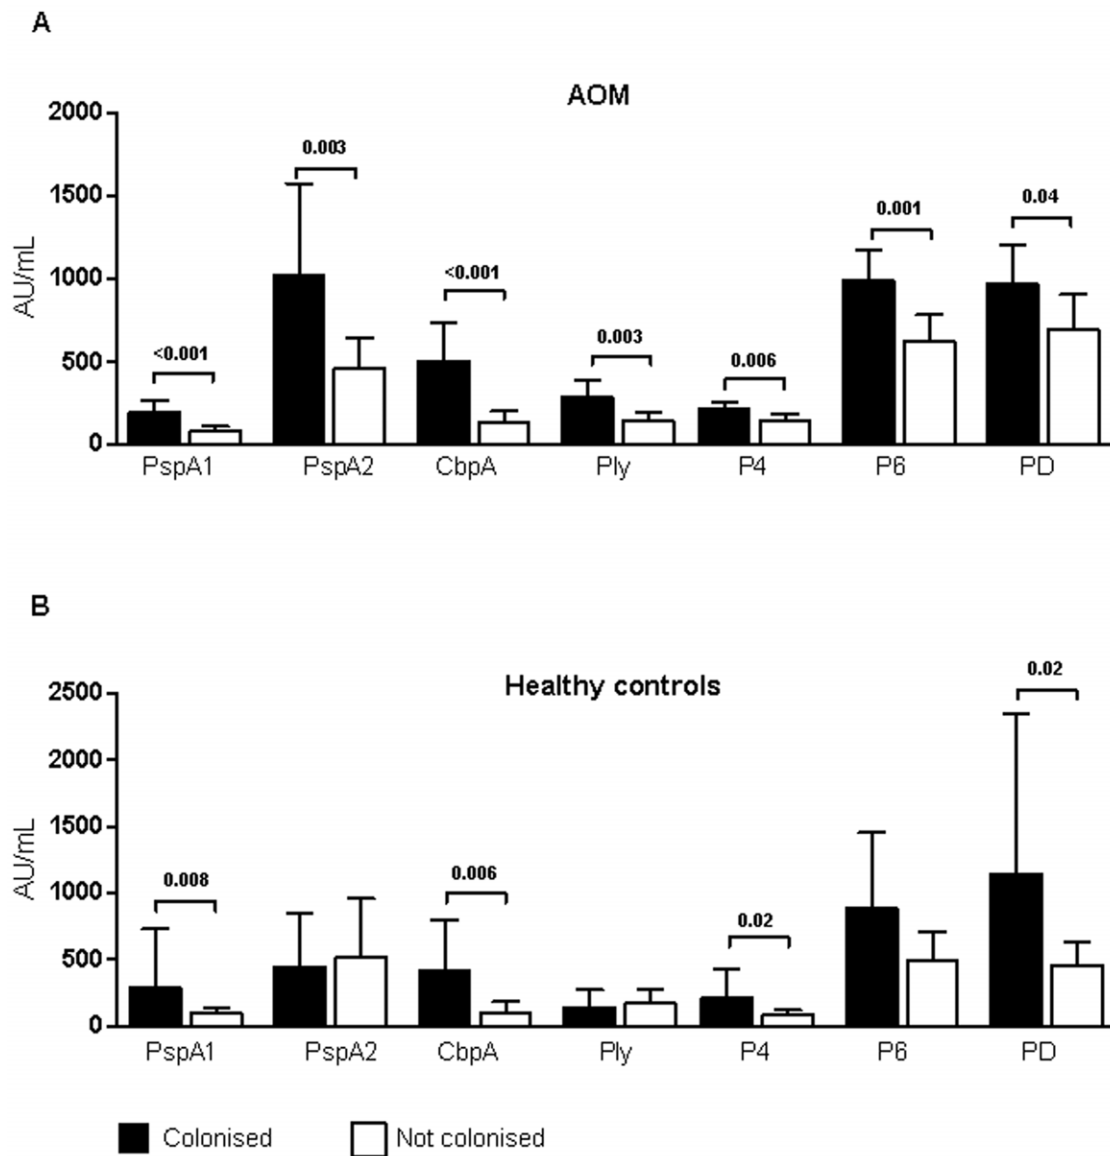 A
AOM
2000
1500
1000
500
0
AU/mL
<0.001
0.003
<0.001
0.003
0.006
0.001
0.04
PspA1 PspA2 CbpA Ply P4 P6 PD
B
Healthy controls
2500
2000
1500
1000
500
0
AU/mL
0.008
0.006
0.02
0.02
PspA1 PspA2 CbpA Ply P4 P6 PD
Colonised Not colonised